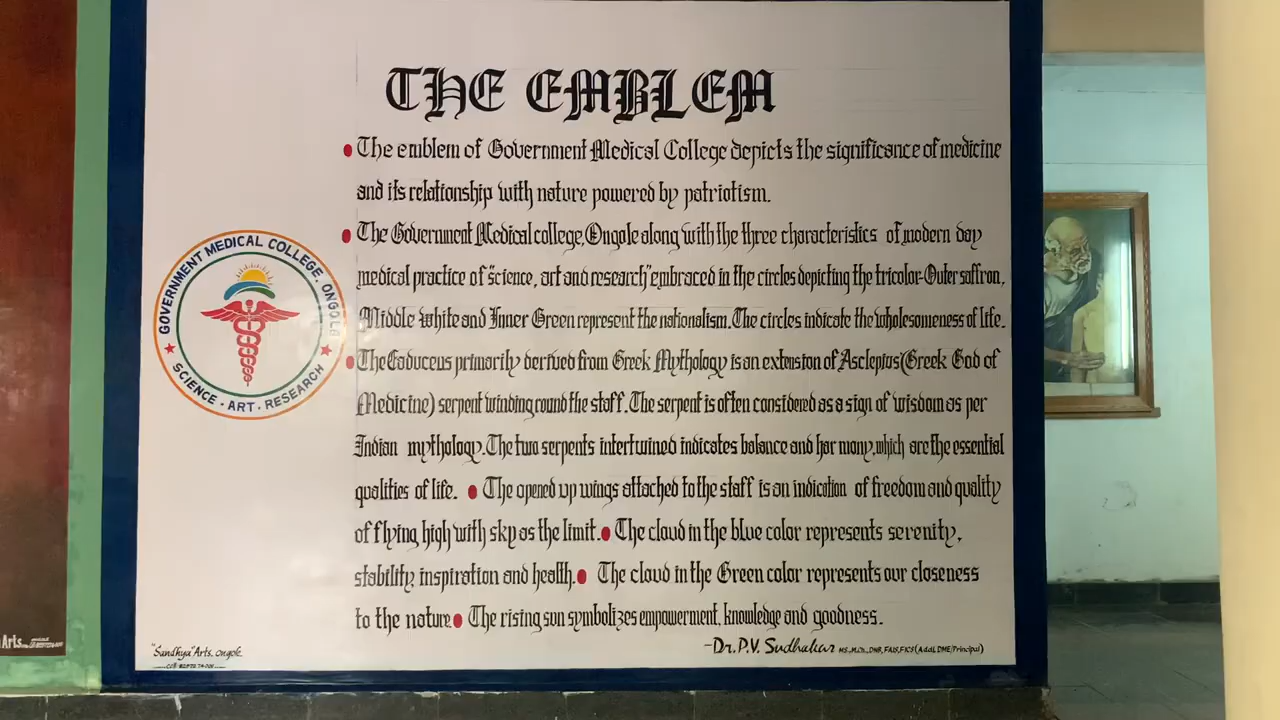 THE EMBLEM
• The emblem of Government Medical College depicts the significance of medicine
and its relationship with nature powered by patriotism.
• The Government Medical college, Ongole along with the three characteristics of modern day
medical practice of "science, art and research" embraced in the circles depicting the tricolor-Outer saffron,
Middle White and Inner Green represent the nationalism. The circles indicate the wholesomeness of life.
• The Caduceus primarily derived from Greek Mythology is an extension of Asclepius (Greek God of
Medicine) serpent winding round the staff. The serpent is often considered as a sign of wisdom as per
Indian mythology. The two serpents intertwined indicates balance and harmony, which are the essential
qualities of life. • The opened up wings attached to the staff is an indication of freedom and quality
of flying high with sky as the limit. • The cloud in the blue color represents serenity,
stability, inspiration and health. • The cloud in the Green color represents our closeness
to the nature • The rising sun symbolizes empowerment, knowledge and goodness.
-Dr. P.V. Sudhakar MS., M.Ch., DNB, FAIS, FICS (Addl. DME/Principal)
GOVERNMENT MEDICAL COLLEGE, ONGOLE
SCIENCE · ART · RESEARCH
"Sandhya" Arts, ongole
Arts